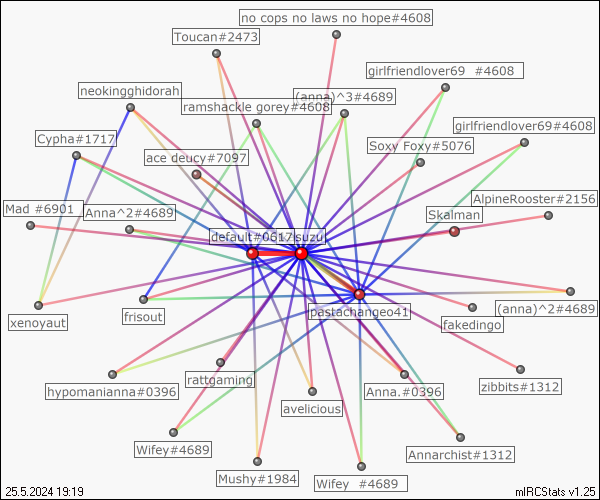 no cops no laws no hope#4608
Toucan#2473
girlfriendlover69 #4608
neokingghidorah
(anna)^3#4689
ramshackle gorey#4608
girlfriendlover69#4608
Cypha#1717
Soxy Foxy#5076
ace deucy#7097
AlpineRooster#2156
Mad #6901
Anna^2#4689
Skalman
default#0617
suzu
(anna)^2#4689
xenoyaut
frisout
pastachangeo41
fakedingo
hypomanianna#0396
rattgaming
Anna.#0396
zibbits#1312
avelicious
Wifey#4689
Annarchist#1312
Mushy#1984
Wifey #4689
25.5.2024 19:19
mIRCStats v1.25